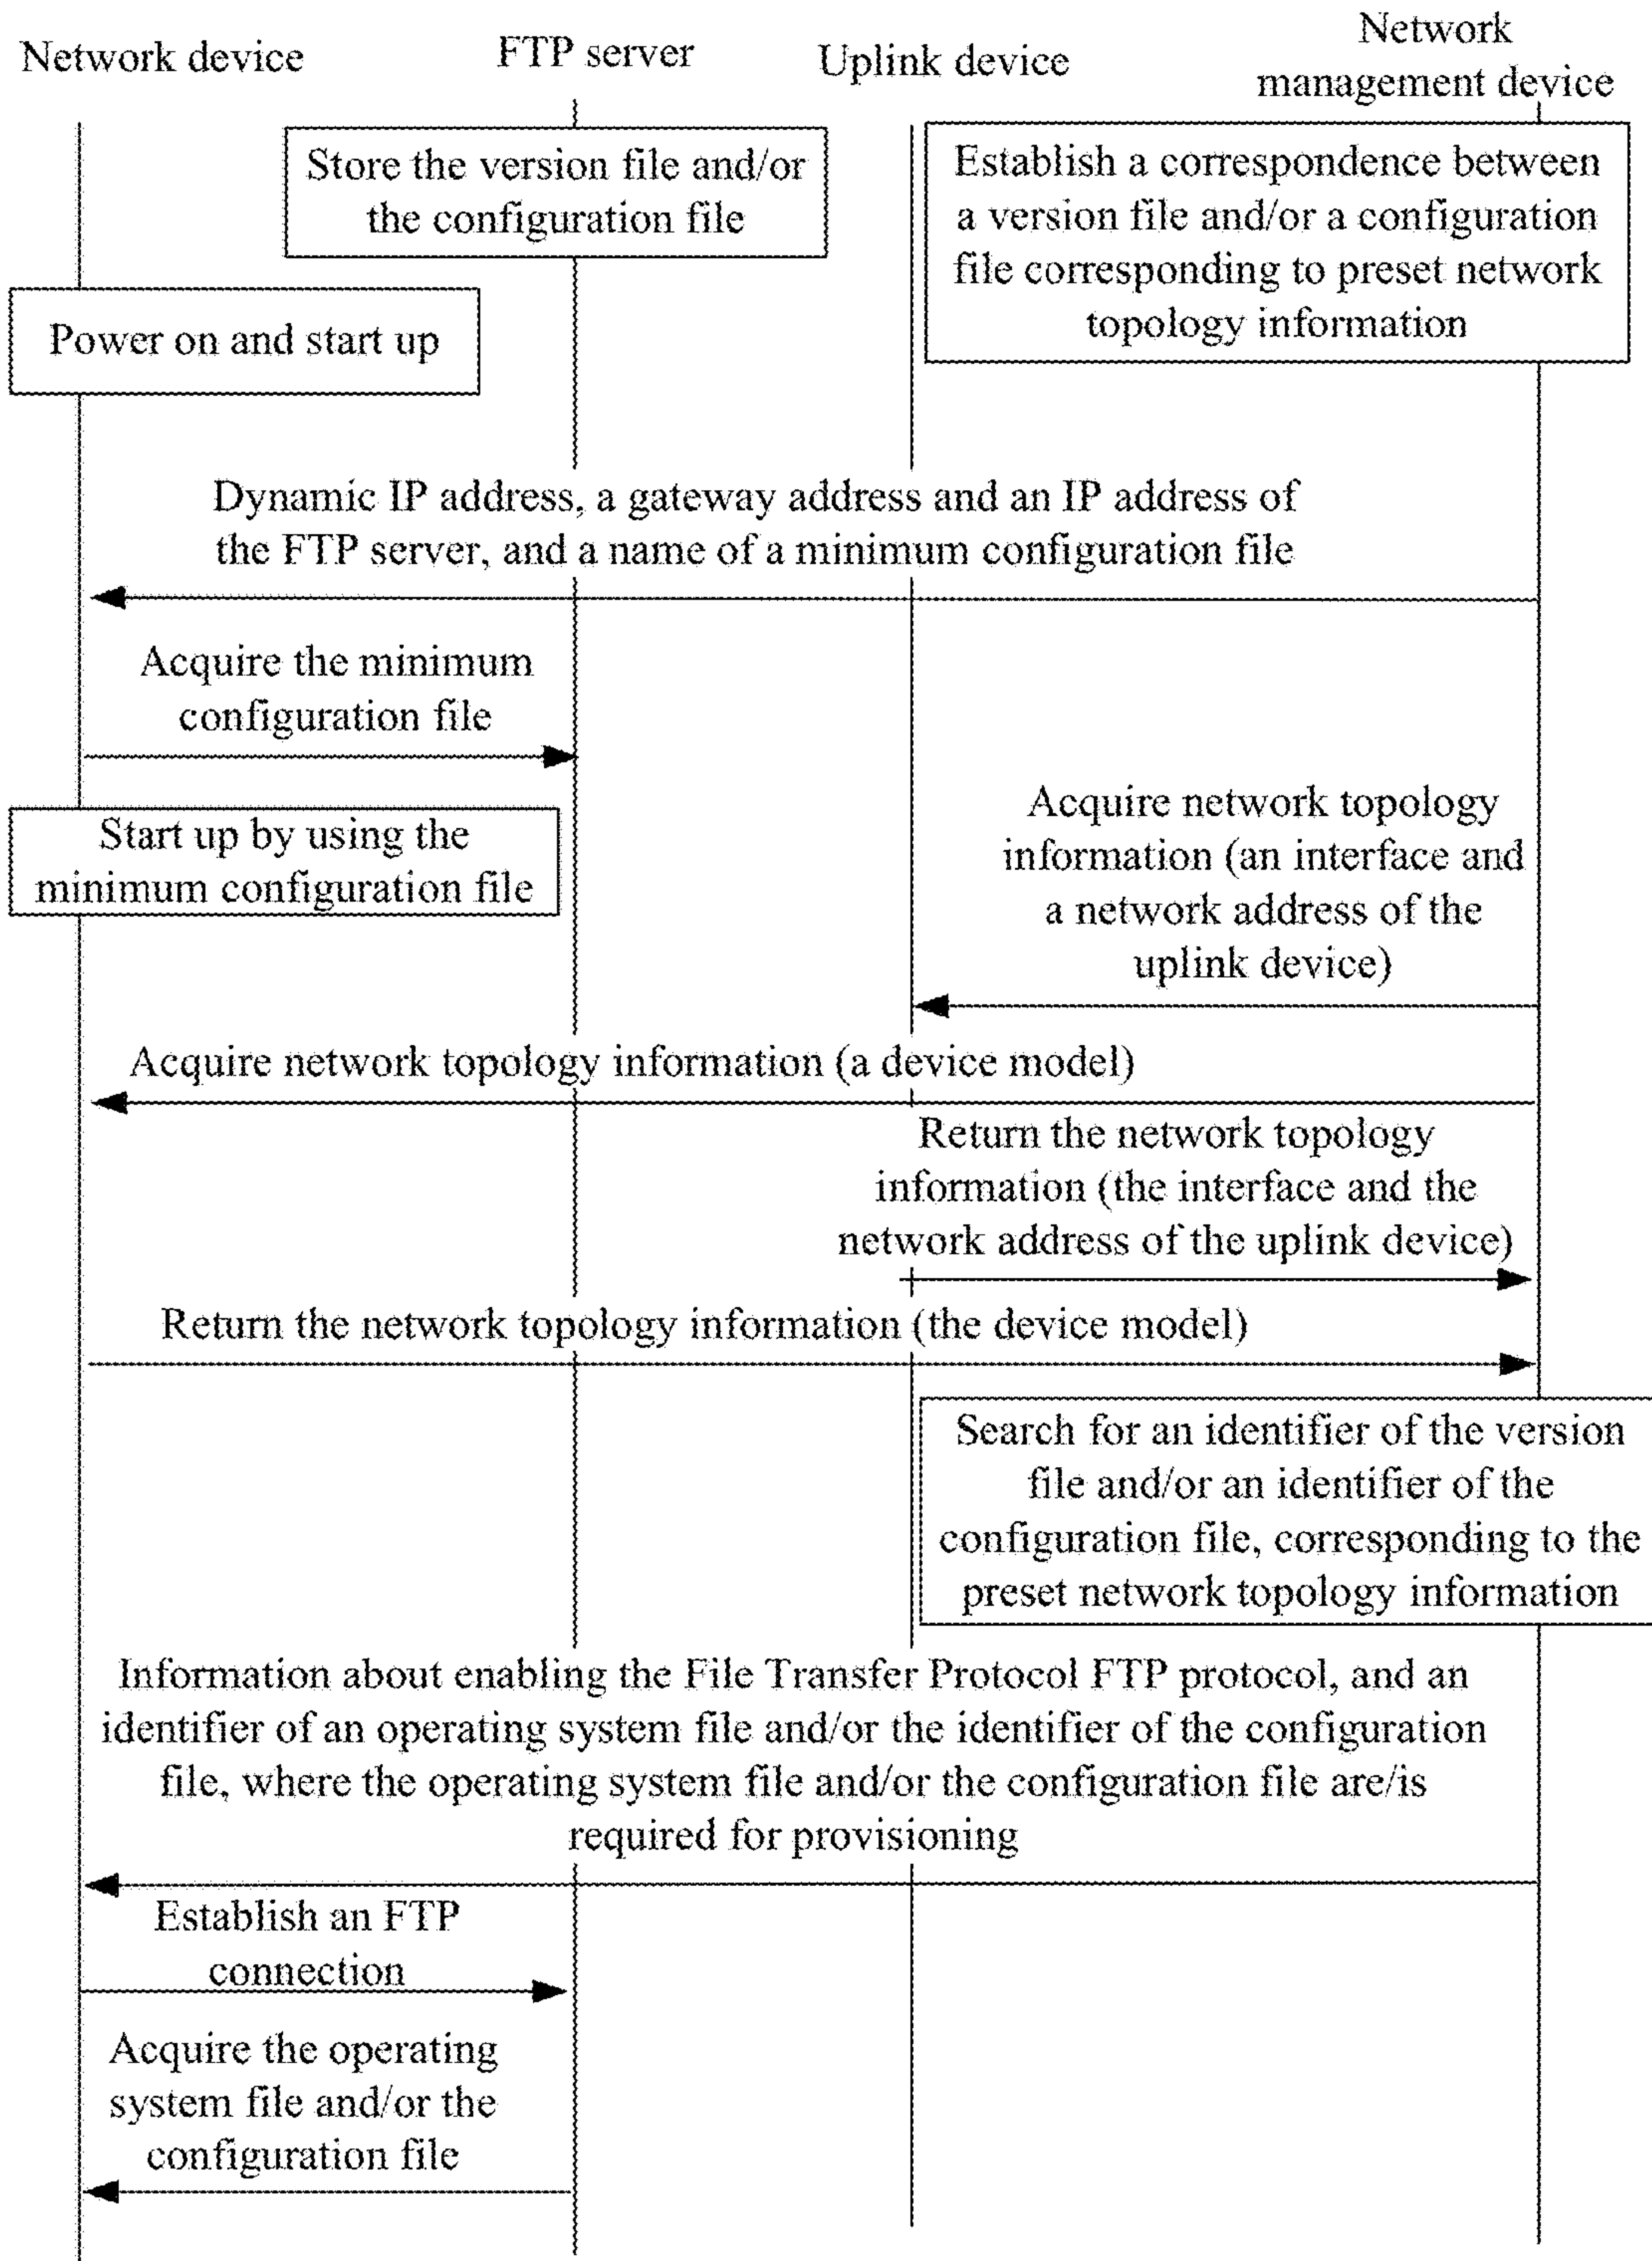 Network device
FTP server
Uplink device
Network
management device
Store the version file and/or
the configuration file
Establish a correspondence between
a version file and/or a configuration
file corresponding to preset network
topology information
Power on and start up
Dynamic IP address, a gateway address and an IP address of
the FTP server, and a name of a minimum configuration file
Acquire the minimum
configuration file
Start up by using the
minimum configuration file
Acquire network topology
information (an interface and
a network address of the
uplink device)
Acquire network topology information (a device model)
Return the network topology
information (the interface and the
network address of the uplink device)
Return the network topology information (the device model)
Search for an identifier of the version
file and/or an identifier of the
configuration file, corresponding to the
preset network topology information
Information about enabling the File Transfer Protocol FTP protocol, and an
identifier of an operating system file and/or the identifier of the configuration
file, where the operating system file and/or the configuration file are/is
required for provisioning
Establish an FTP
connection
Acquire the operating
system file and/or the
configuration file